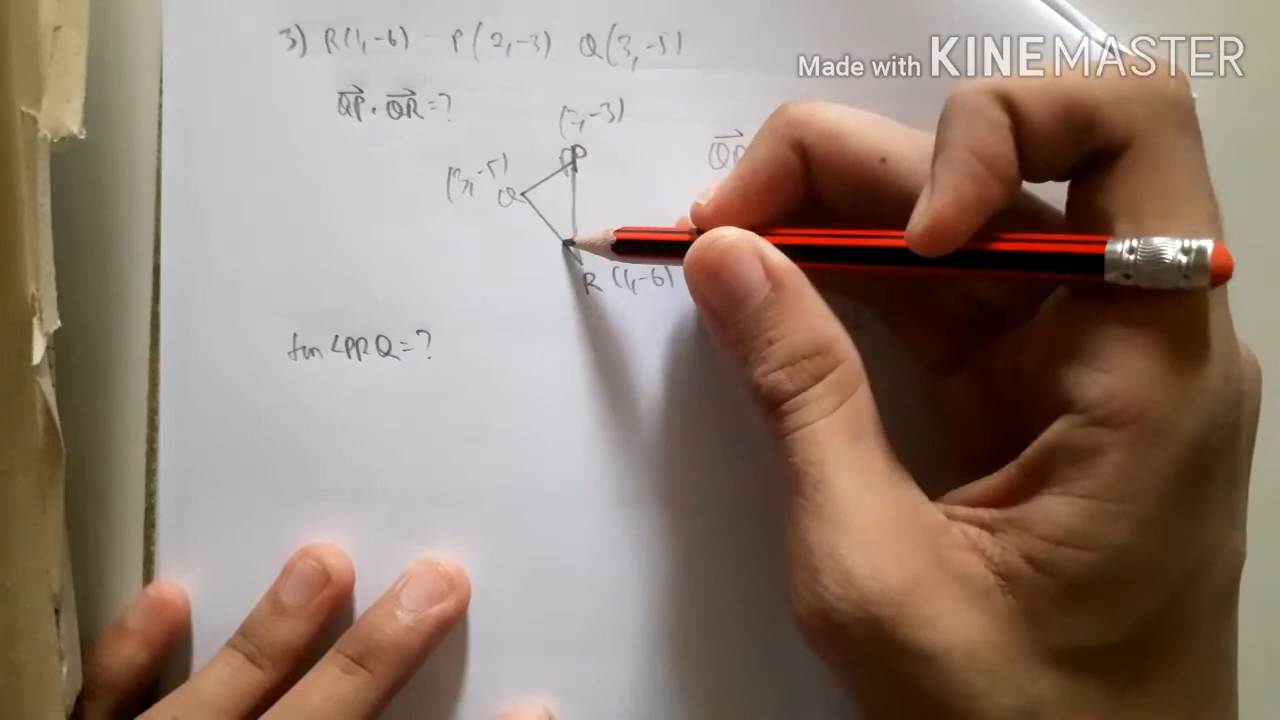 3) R(1,-6) P(2,-3) Q(3,-5)
Made with KINEMASTER
QP · QR = ?
(2,-3)
P
(3,-5)
Q
R (1,-6)
tan ∠PRQ = ?